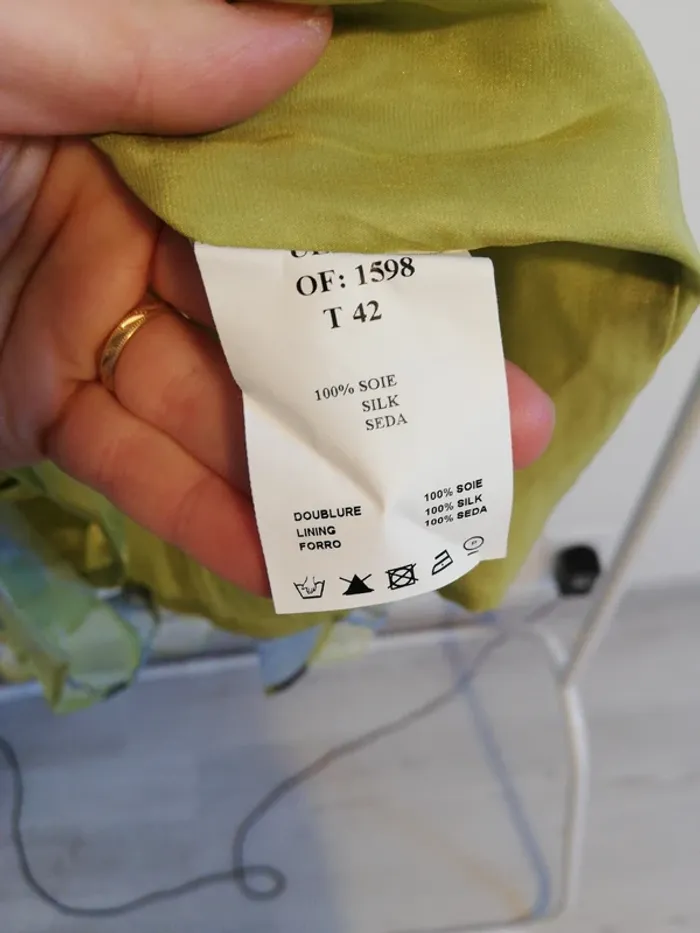 OF: 1598
T 42
100% SOIE
SILK
SEDA
DOUBLURE
LINING
FORRO
100% SOIE
100% SILK
100% SEDA